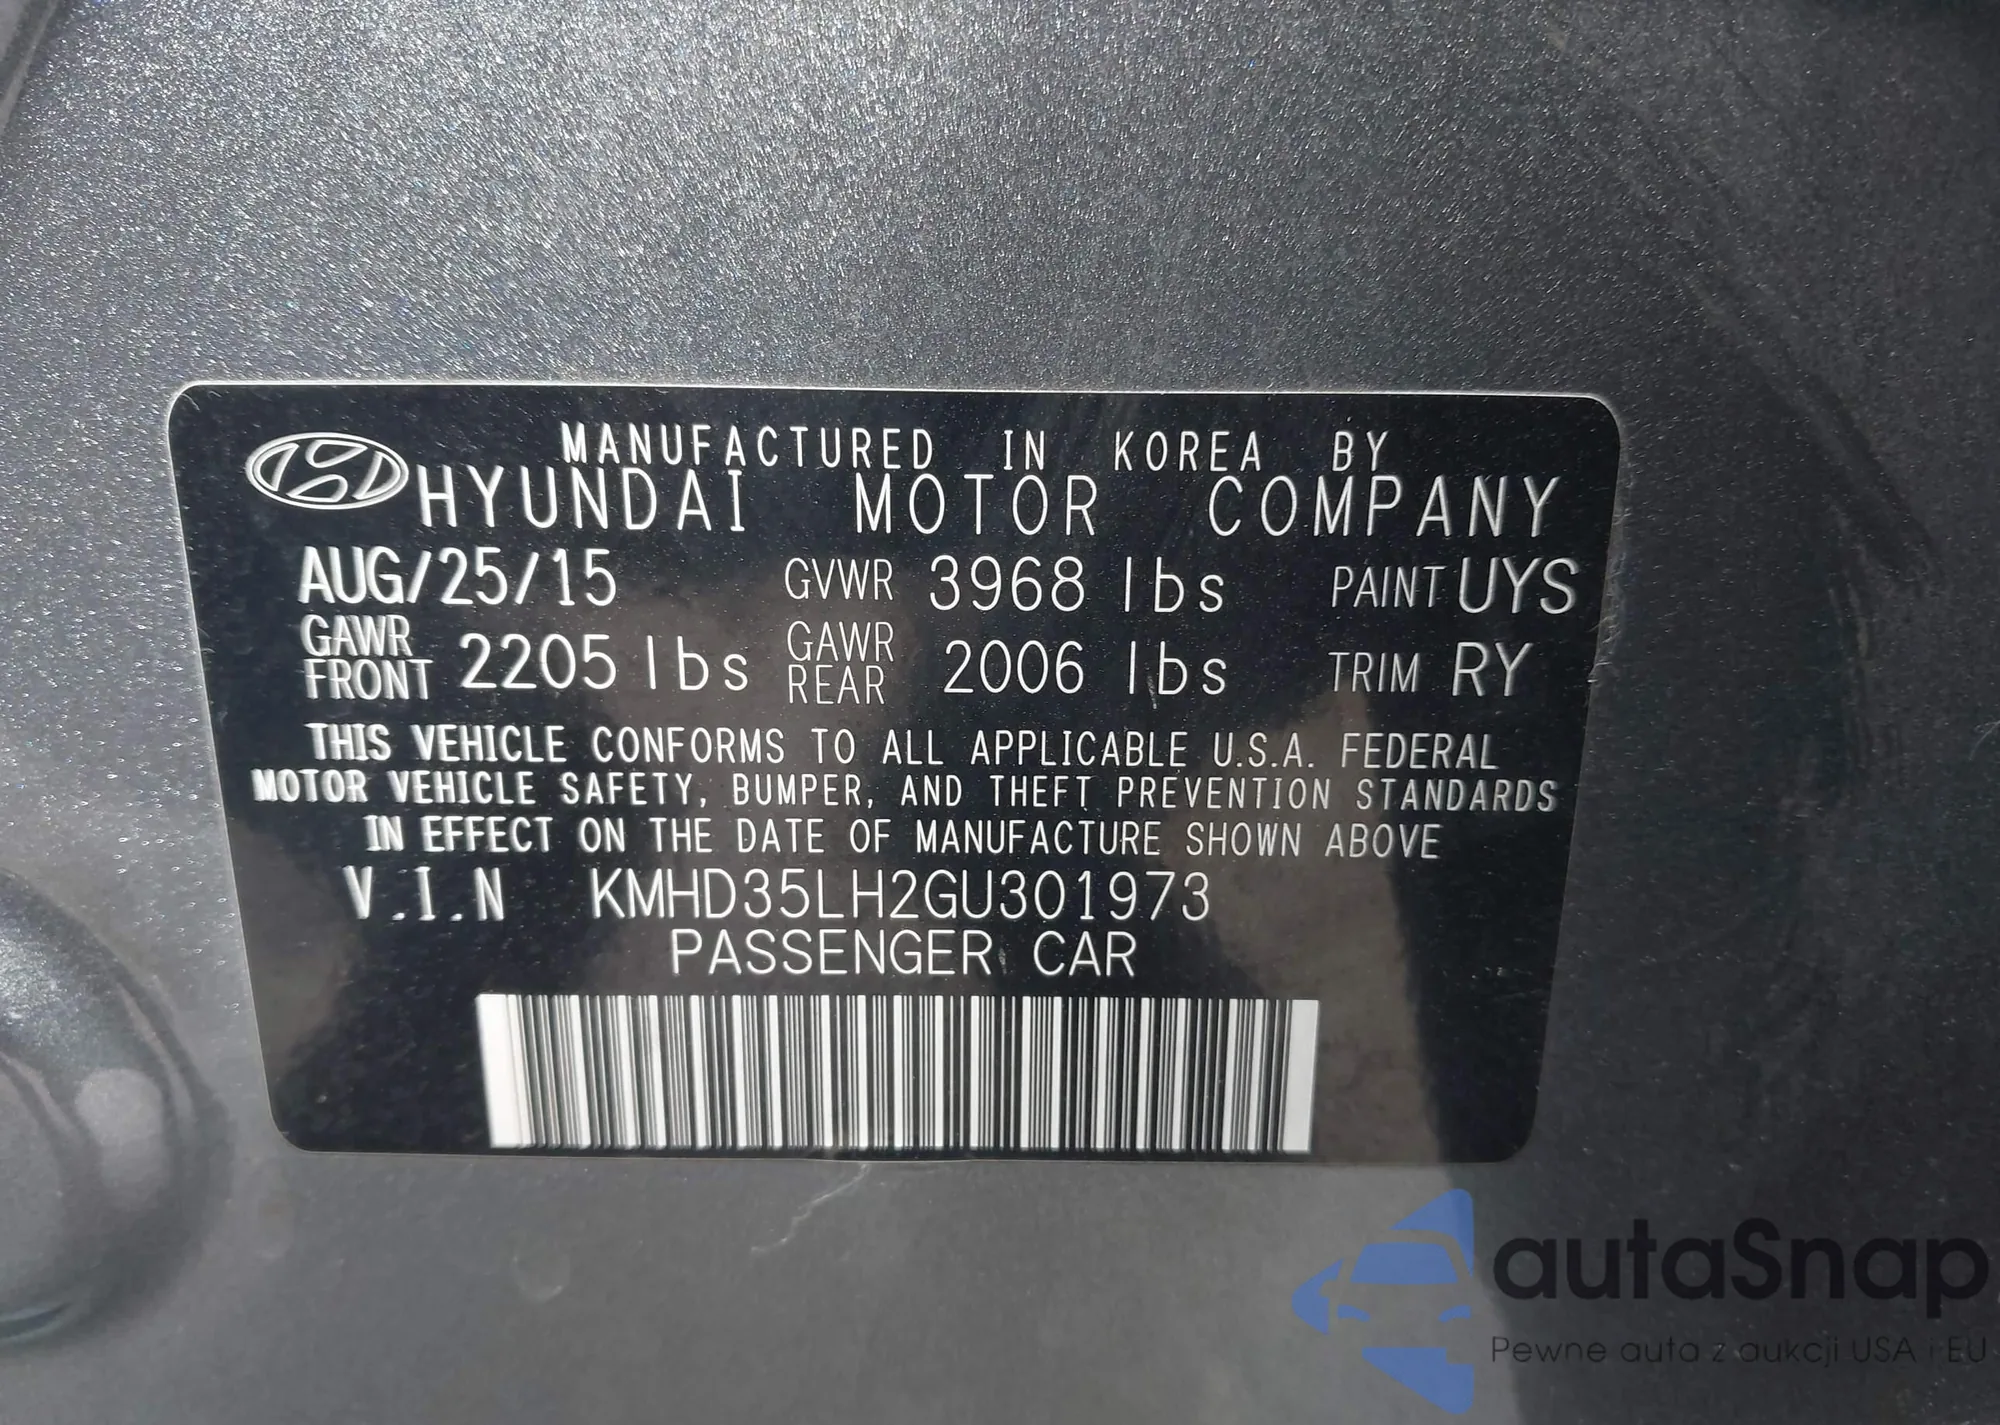 MANUFACTURED IN KOREA BY
HYUNDAI MOTOR COMPANY
AUG/25/15 GVWR 3968 lbs PAINT UYS
GAWR FRONT 2205 lbs GAWR REAR 2006 lbs TRIM RY
THIS VEHICLE CONFORMS TO ALL APPLICABLE U.S.A. FEDERAL
MOTOR VEHICLE SAFETY, BUMPER, AND THEFT PREVENTION STANDARDS
IN EFFECT ON THE DATE OF MANUFACTURE SHOWN ABOVE
V.I.N KMHD35LH2GU301973
PASSENGER CAR
autaSnap
Pewne auta z aukcji USA i EU